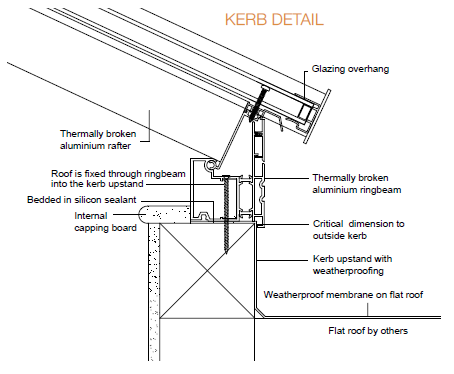 KERB DETAIL
Glazing overhang
Thermally broken
aluminium rafter
Roof is fixed through ringbeam
into the kerb upstand
Bedded in silicon sealant
Internal
capping board
Thermally broken
aluminium ringbeam
Critical dimension to
outside kerb
Kerb upstand with
weatherproofing
Weatherproof membrane on flat roof
Flat roof by others